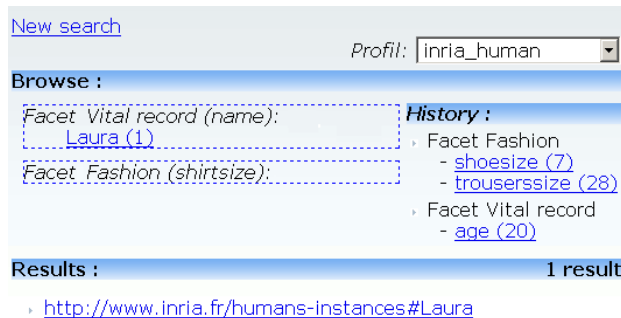 New search
Profil: inria_human
Browse :
Facet Vital record (name):
Laura (1)
Facet Fashion (shirtsize):
History :
Facet Fashion
- shoesize (7)
- trouserssize (28)
Facet Vital record
- age (20)
Results : 1 result
http://www.inria.fr/humans-instances#Laura